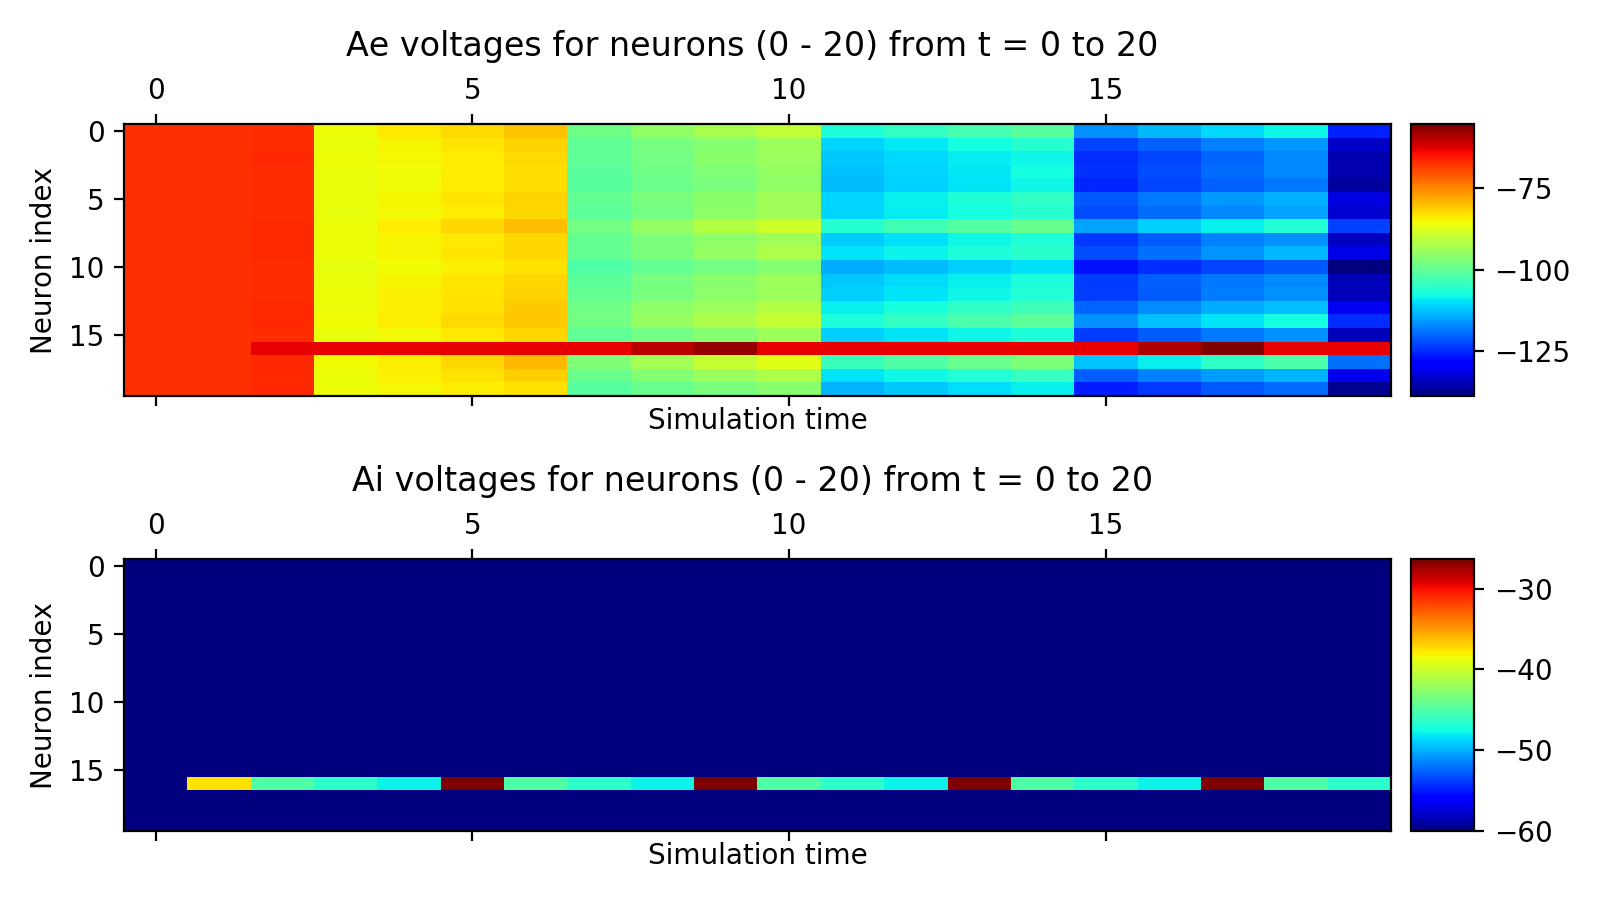 Ae voltages for neurons (0 - 20) from t = 0 to 20
0 5 10 15
Neuron index
0
5
10
15
Simulation time
−75
−100
−125
Ai voltages for neurons (0 - 20) from t = 0 to 20
0 5 10 15
Neuron index
0
5
10
15
Simulation time
−30
−40
−50
−60